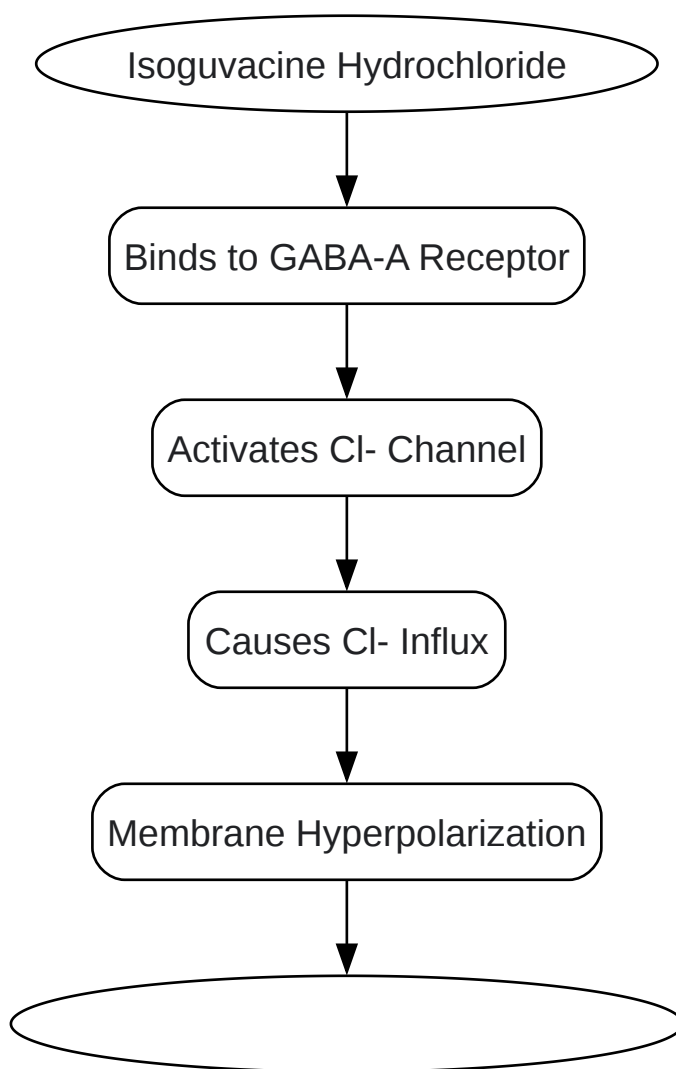 Isoguvacine Hydrochloride
Binds to GABA-A Receptor
Activates Cl- Channel
Causes Cl- Influx
Membrane Hyperpolarization